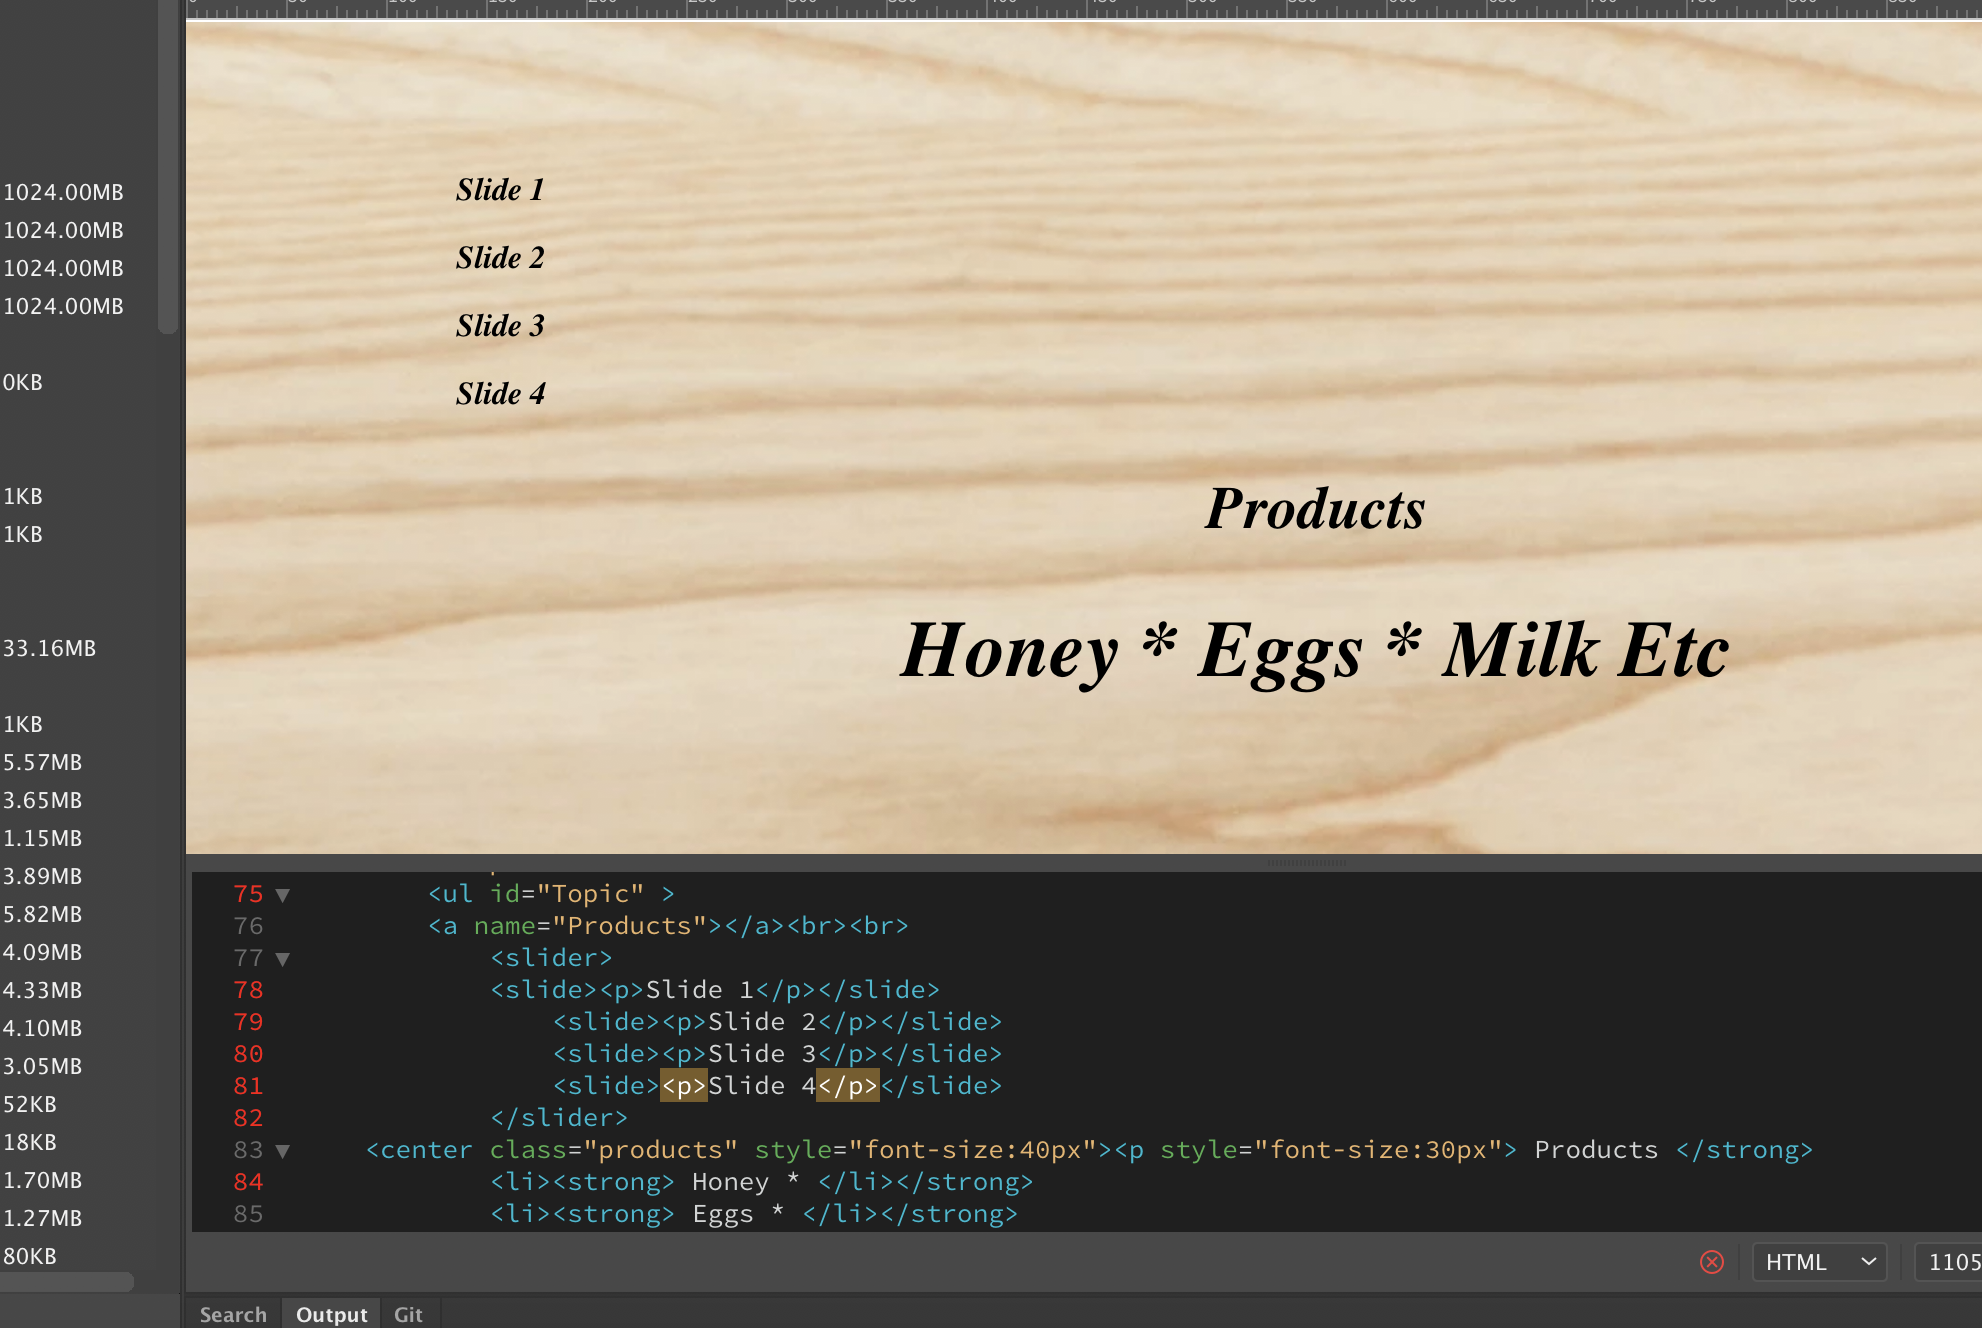 1024.00MB
1024.00MB
1024.00MB
1024.00MB
0KB
1KB
1KB
33.16MB
1KB
5.57MB
3.65MB
1.15MB
3.89MB
5.82MB
4.09MB
4.33MB
4.10MB
3.05MB
52KB
18KB
1.70MB
1.27MB
80KB
Slide 1
Slide 2
Slide 3
Slide 4
Products
Honey * Eggs * Milk Etc
75 <ul id="Topic" >
76 <a name="Products"></a><br><br>
77 <slider>
78 <slide><p>Slide 1</p></slide>
79 <slide><p>Slide 2</p></slide>
80 <slide><p>Slide 3</p></slide>
81 <slide><p>Slide 4</p></slide>
82 </slider>
83 <center class="products" style="font-size:40px"><p style="font-size:30px"> Products </strong>
84 <li><strong> Honey * </li></strong>
85 <li><strong> Eggs * </li></strong>
HTML 1105
Search Output Git